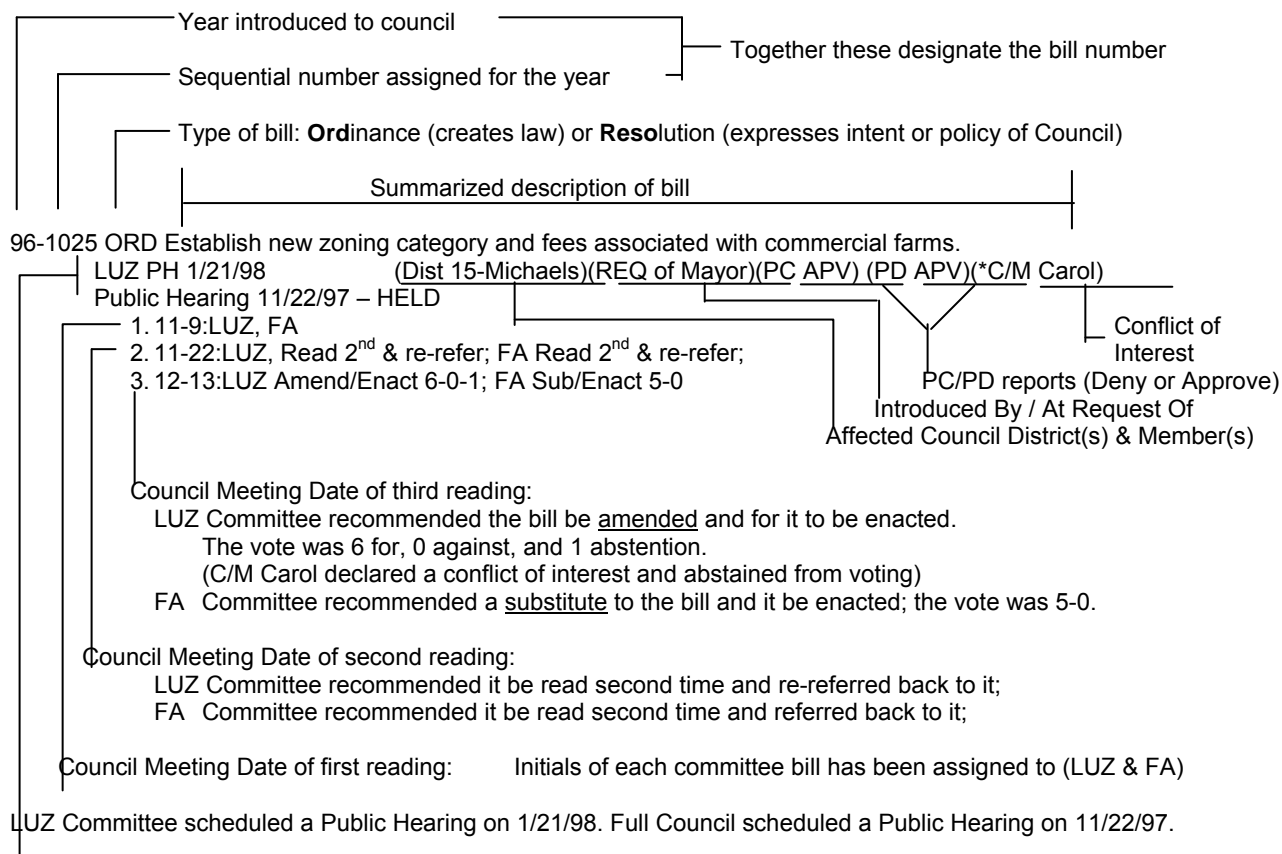 Year introduced to council
Together these designate the bill number
Sequential number assigned for the year
Type of bill: Ordinance (creates law) or Resolution (expresses intent or policy of Council)
Summarized description of bill
96-1025 ORD Establish new zoning category and fees associated with commercial farms.
LUZ PH 1/21/98 (Dist 15-Michaels)(REQ of Mayor)(PC APV) (PD APV)(*C/M Carol)
Public Hearing 11/22/97 – HELD
1. 11-9:LUZ, FA
2. 11-22:LUZ, Read 2nd & re-refer; FA Read 2nd & re-refer;
3. 12-13:LUZ Amend/Enact 6-0-1; FA Sub/Enact 5-0
Conflict of
Interest
PC/PD reports (Deny or Approve)
Introduced By / At Request Of
Affected Council District(s) & Member(s)
Council Meeting Date of third reading:
LUZ Committee recommended the bill be amended and for it to be enacted.
The vote was 6 for, 0 against, and 1 abstention.
(C/M Carol declared a conflict of interest and abstained from voting)
FA Committee recommended a substitute to the bill and it be enacted; the vote was 5-0.
Council Meeting Date of second reading:
LUZ Committee recommended it be read second time and re-referred back to it;
FA Committee recommended it be read second time and referred back to it;
Council Meeting Date of first reading: Initials of each committee bill has been assigned to (LUZ & FA)
LUZ Committee scheduled a Public Hearing on 1/21/98. Full Council scheduled a Public Hearing on 11/22/97.